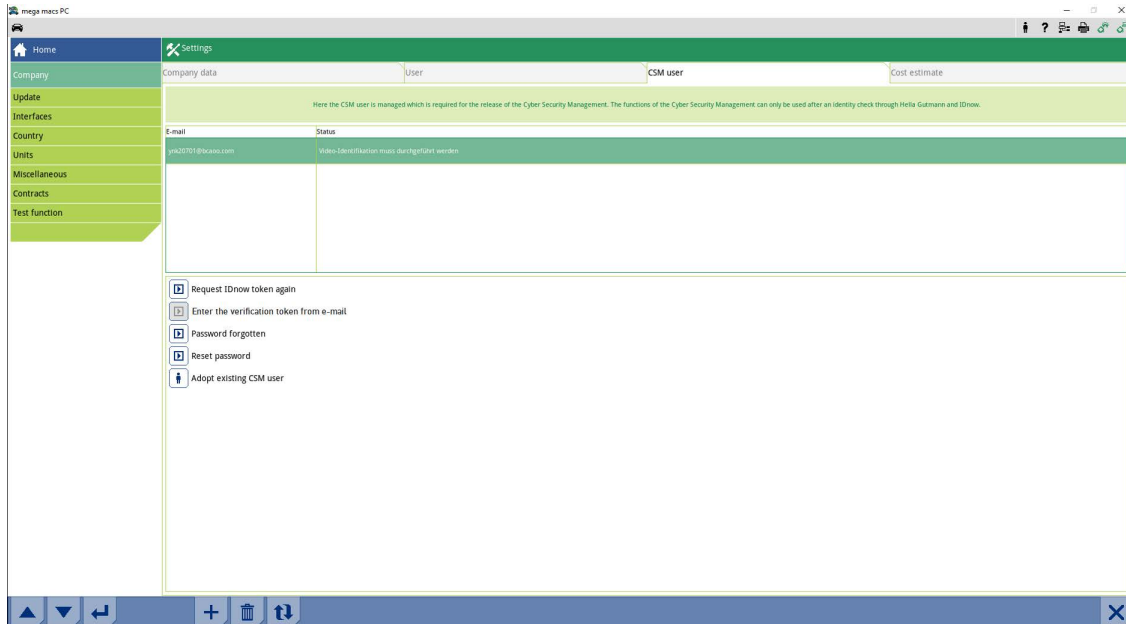 mega macs PC
Home
Settings
Company
Company data
User
CSM user
Cost estimate
Update
Interfaces
Country
Units
Miscellaneous
Contracts
Test function
Here the CSM user is managed which is required for the release of the Cyber Security Management. The functions of the Cyber Security Management can only be used after an identity check through Hella Gutmann and IDnow.
E-mail
Status
Video-Identifikation muss durchgeführt werden
Request IDnow token again
Enter the verification token from e-mail
Password forgotten
Reset password
Adopt existing CSM user